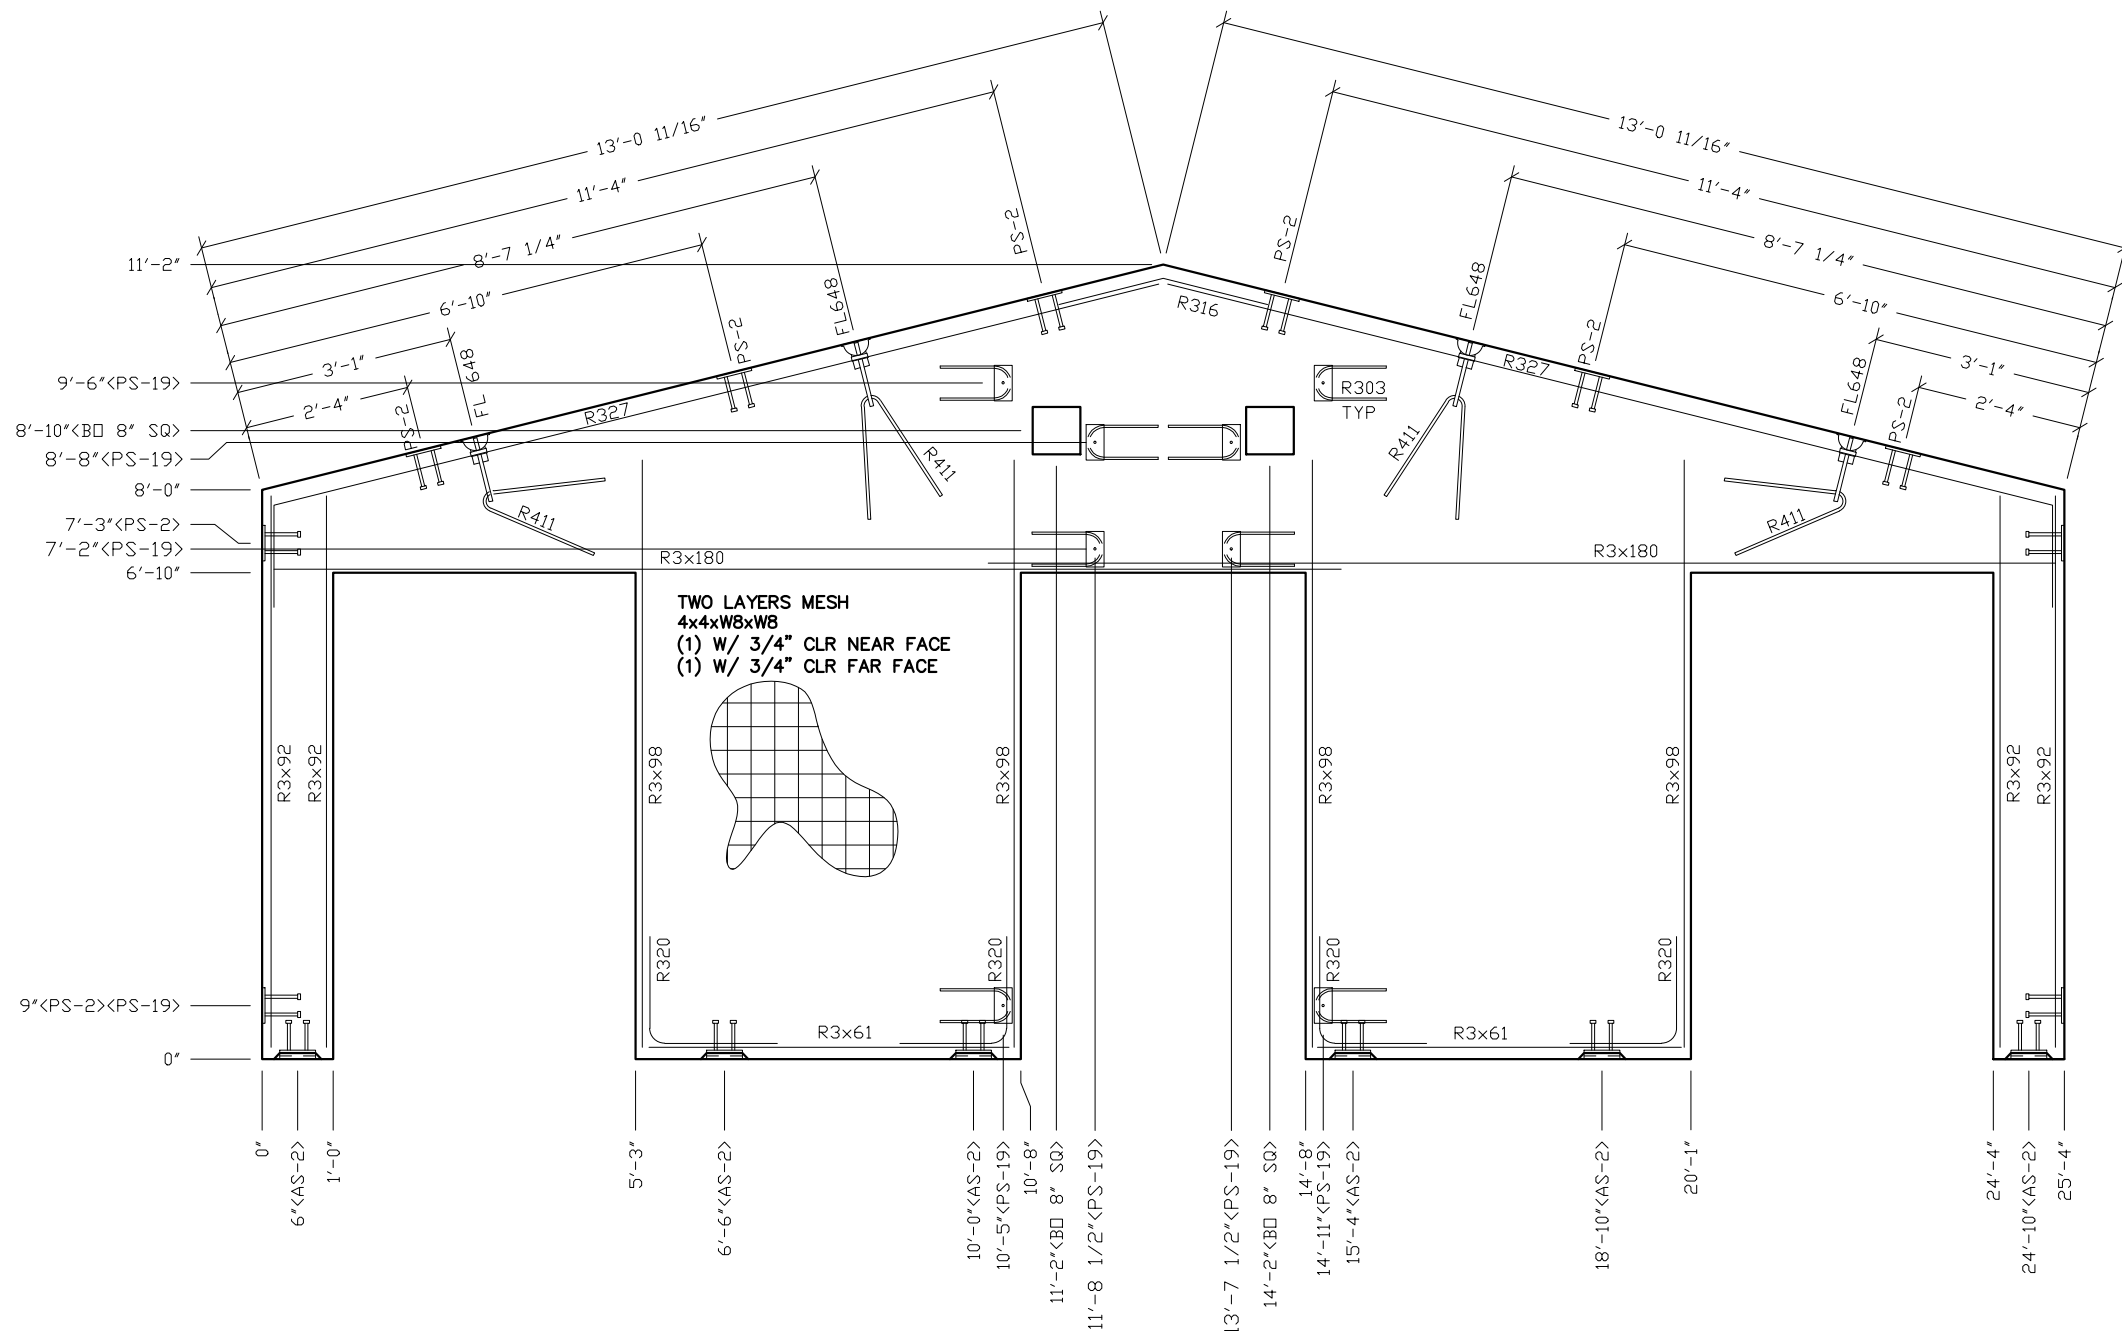 13'-0 11/16"
11'-4"
8'-7 1/4"
6'-10"
3'-1"
2'-4"
13'-0 11/16"
11'-4"
8'-7 1/4"
6'-10"
3'-1"
2'-4"
PS-2
FL 648
PS-2
FL648
PS-2
PS-2
FL648
PS-2
FL648
PS-2
11'-2"
9'-6"<PS-19>
8'-10"<BO 8" SQ>
8'-8"<PS-19>
8'-0"
7'-3"<PS-2>
7'-2"<PS-19>
6'-10"
9"<PS-2><PS-19>
0"
R316
R327
R327
R303
TYP
R411
R411
R411
R411
R3x180
R3x180
TWO LAYERS MESH
4x4xW8xW8
(1) W/ 3/4" CLR NEAR FACE
(1) W/ 3/4" CLR FAR FACE
R3x92
R3x92
R3x98
R3x98
R3x98
R3x98
R3x92
R3x92
R320
R320
R320
R320
R3x61
R3x61
0"
6"<AS-2>
1'-0"
5'-3"
6'-6"<AS-2>
10'-0"<AS-2>
10'-5"<PS-19>
10'-8"
11'-2"<BO 8" SQ>
11'-8 1/2"<PS-19>
13'-7 1/2"<PS-19>
14'-2"<BO 8" SQ>
14'-8"
14'-11"<PS-19>
15'-4"<AS-2>
18'-10"<AS-2>
20'-1"
24'-4"
24'-10"<AS-2>
25'-4"